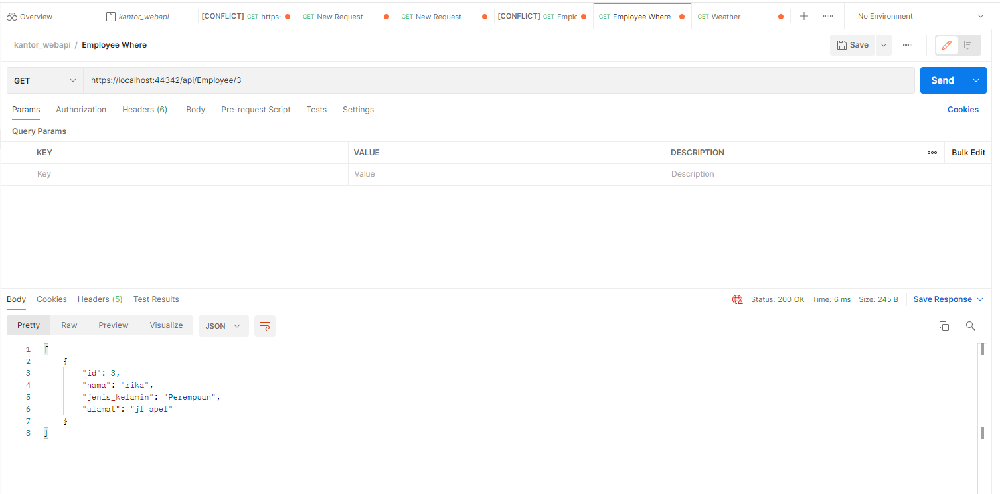 Overview kantor_webapi [CONFLICT] GET https: GET New Request GET New Request [CONFLICT] GET Emplc GET Employee Where GET Weather No Environment
kantor_webapi / Employee Where Save
GET https://localhost:44342/api/Employee/3 Send
Params Authorization Headers (6) Body Pre-request Script Tests Settings Cookies
Query Params
KEY VALUE DESCRIPTION Bulk Edit
Key Value Description
Body Cookies Headers (5) Test Results Status: 200 OK Time: 6 ms Size: 245 B Save Response
Pretty Raw Preview Visualize JSON
1 [
2 {
3 "id": 3,
4 "nama": "rika",
5 "jenis_kelamin": "Perempuan",
6 "alamat": "jl apel"
7 }
8 ]